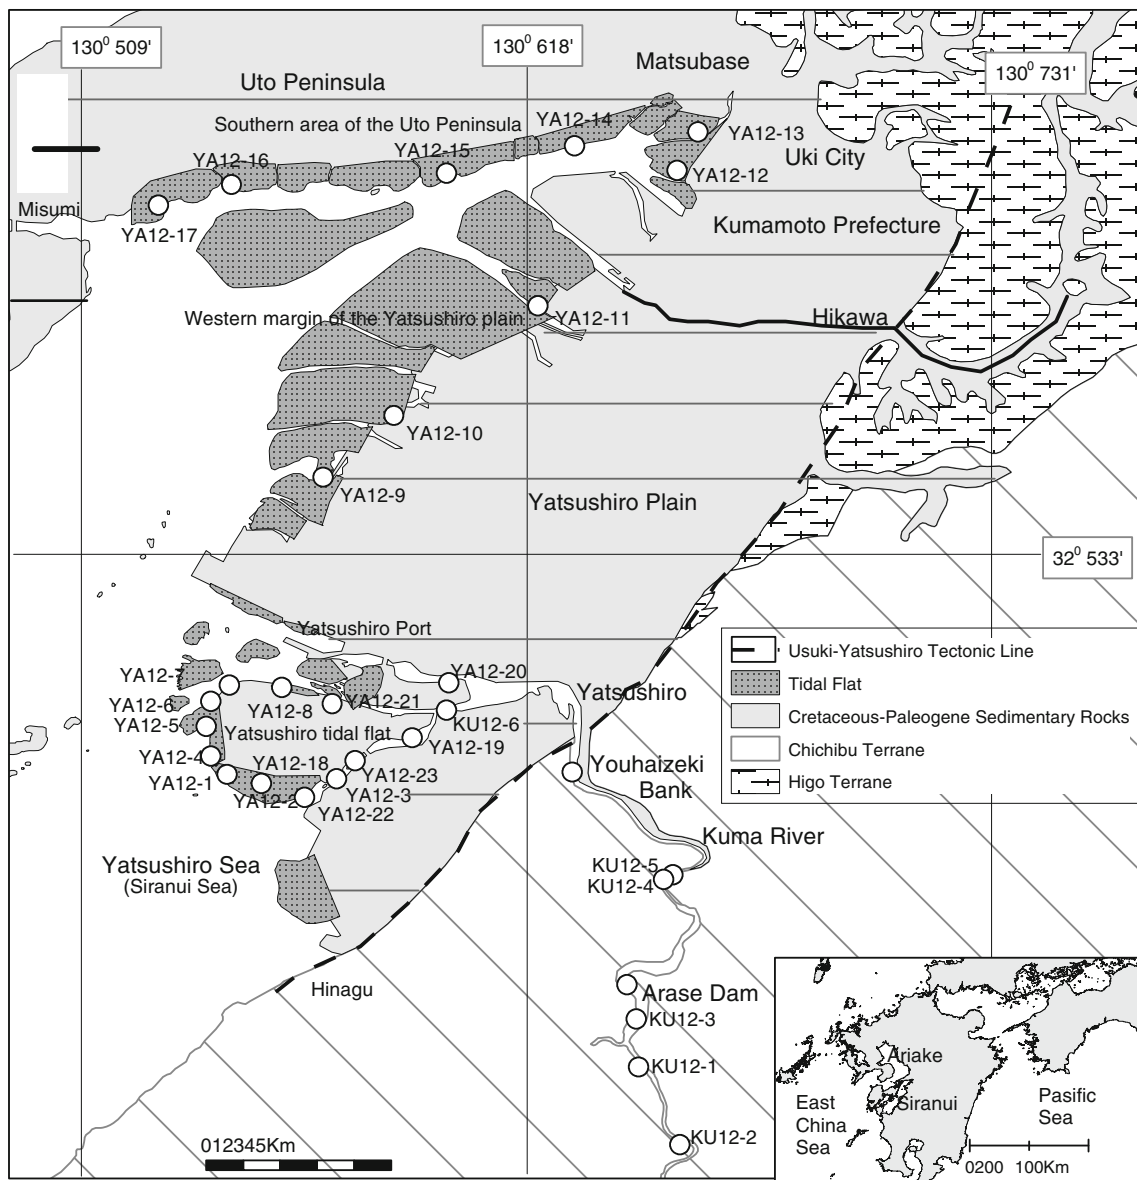 130⁰ 509'
130⁰ 618'
130⁰ 731'
Matsubase
Uto Peninsula
Southern area of the Uto Peninsula
YA12-14
YA12-13
YA12-15
YA12-16
Uki City
YA12-12
Misumi
YA12-17
Kumamoto Prefecture
Western margin of the Yatsushiro plain
YA12-11
Hikawa
YA12-10
YA12-9
Yatsushiro Plain
32⁰ 533'
Yatsushiro Port
Usuki-Yatsushiro Tectonic Line
Tidal Flat
Cretaceous-Paleogene Sedimentary Rocks
Chichibu Terrane
Higo Terrane
YA12-7
YA12-20
Yatsushiro
YA12-6
YA12-8
YA12-21
YA12-5
KU12-6
Yatsushiro tidal flat
YA12-19
YA12-4
YA12-18
YA12-23
Youhaizeki
Bank
YA12-1
YA12-2
YA12-3
YA12-22
Kuma River
Yatsushiro Sea
(Siranui Sea)
KU12-5
KU12-4
Hinagu
Arase Dam
KU12-3
KU12-1
KU12-2
012345Km
Ariake
Siranui
East
China
Sea
Pasific
Sea
0200 100Km